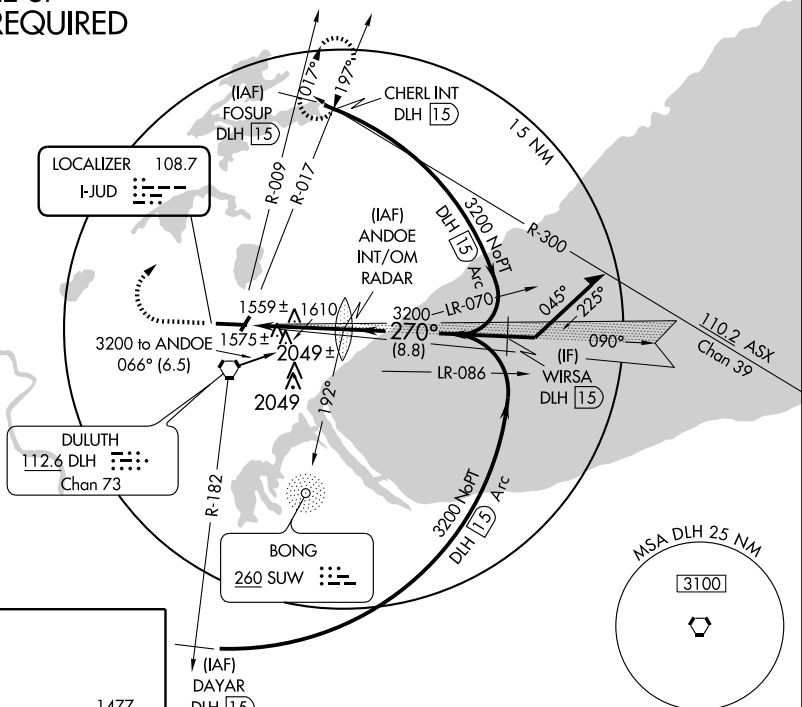 REQUIRED
017°
197°
(IAF)
FOSUP
DLH 15
CHERL INT
DLH 15
15 NM
LOCALIZER 108.7
I-JUD
R-009
R-017
3200 NoPT
DLH 15 Arc
R-300
(IAF)
ANDOE
INT/OM
RADAR
1559 ±
1610
3200
LR-070
045°
225°
110.2 ASX
Chan 39
1575 ±
270°
(8.8)
090°
3200 to ANDOE
066° (6.5)
2049 ±
2049
192°
LR-086
(IF)
WIRSA
DLH 15
DULUTH
112.6 DLH
Chan 73
R-182
3200 NoPT
DLH 15 Arc
BONG
260 SUW
MSA DLH 25 NM
3100
(IAF)
DAYAR
DLH 15
1477